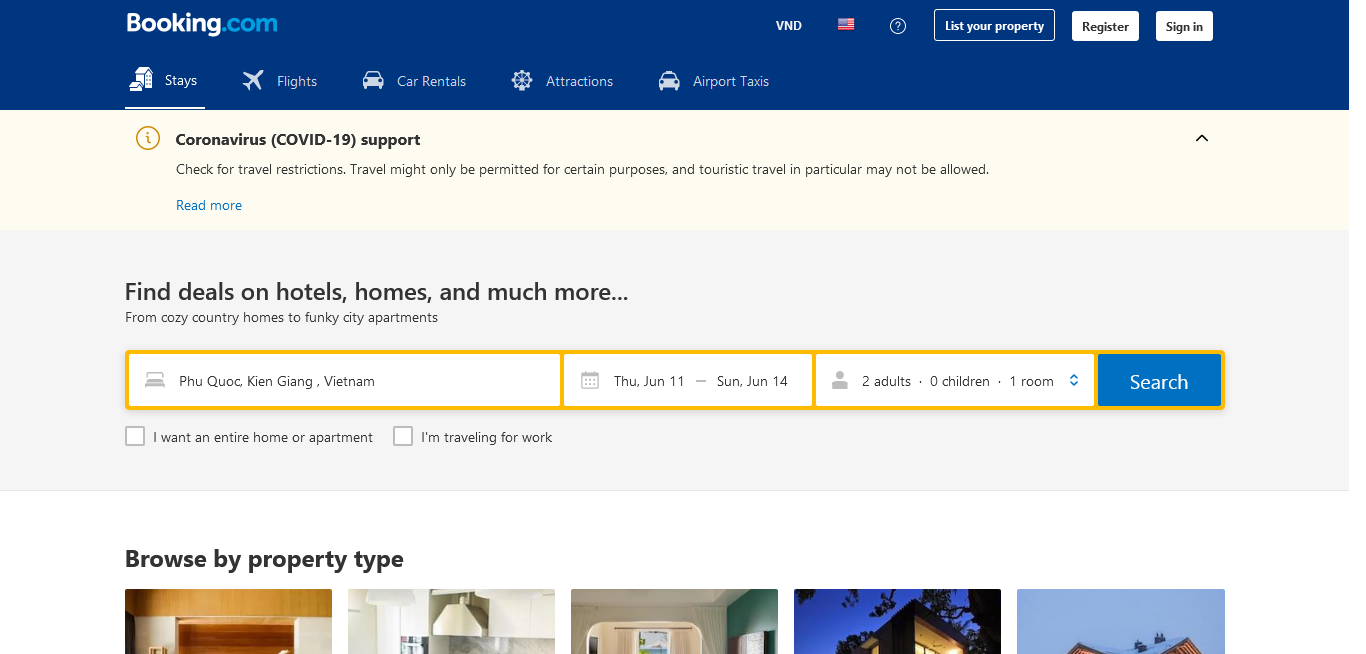 Booking.com
VND
List your property
Register
Sign in
Stays
Flights
Car Rentals
Attractions
Airport Taxis
Coronavirus (COVID-19) support
Check for travel restrictions. Travel might only be permitted for certain purposes, and touristic travel in particular may not be allowed.
Read more
Find deals on hotels, homes, and much more...
From cozy country homes to funky city apartments
Phu Quoc, Kien Giang , Vietnam
Thu, Jun 11 — Sun, Jun 14
2 adults · 0 children · 1 room
Search
I want an entire home or apartment
I'm traveling for work
Browse by property type